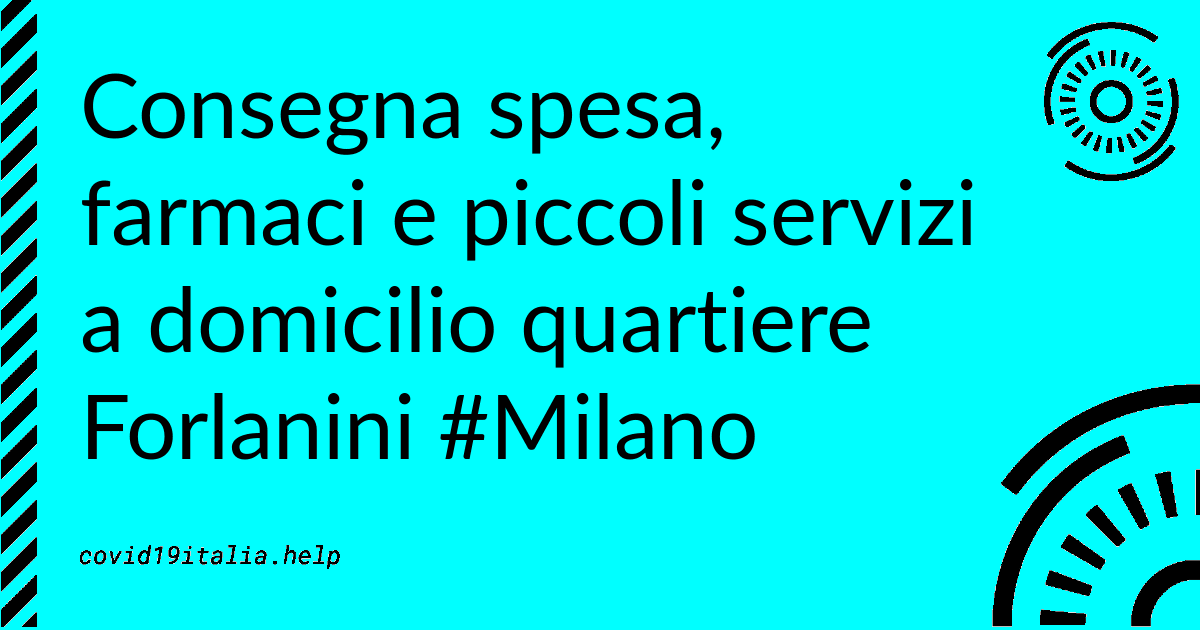 Consegna spesa,
farmaci e piccoli servizi
a domicilio quartiere
Forlanini #Milano
covid19italia.help